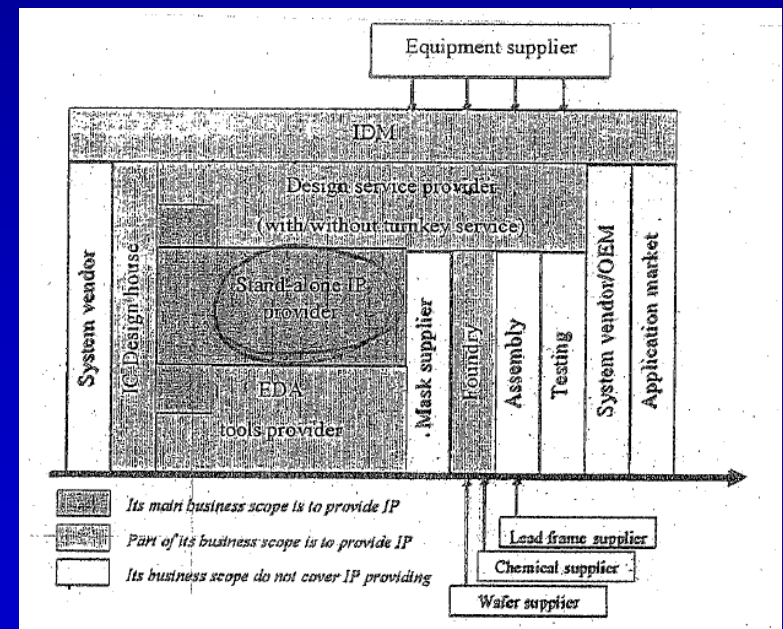 Equipment supplier
IDM
Design service provider
(with/without turnkey service)
System vendor
IC Design house
Stand-alone IP
provider
EDA
tools provider
Mask supplier
Foundry
Assembly
Testing
System vendor/OEM
Application market
Its main business scope is to provide IP
Part of its business scope is to provide IP
Its business scope do not cover IP providing
Lead frame supplier
Chemical supplier
Wafer supplier